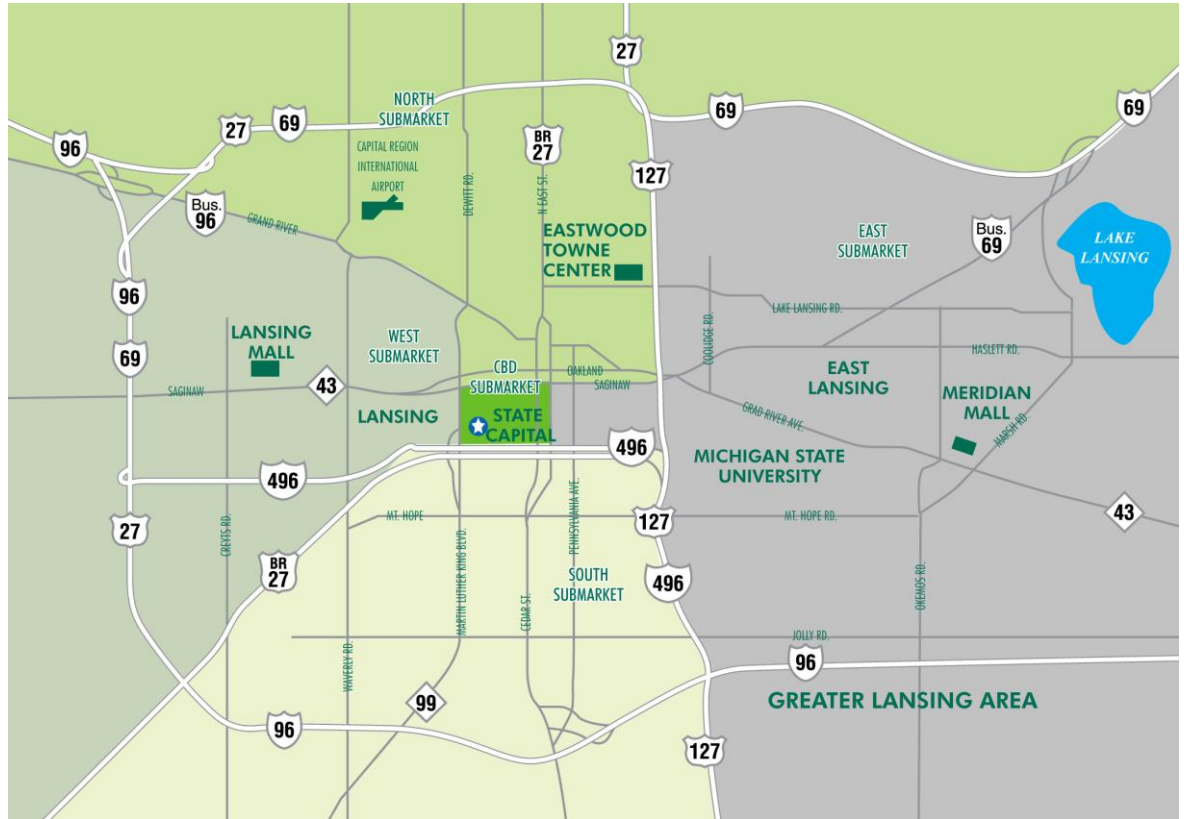 27
69
69
NORTH
SUBMARKET
27
69
96
BR
27
CAPITAL REGION
INTERNATIONAL
AIRPORT
127
DEWITT RD.
N EAST ST.
Bus.
96
GRAND RIVER
EASTWOOD
TOWNE
CENTER
EAST
SUBMARKET
Bus.
69
LAKE
LANSING
96
LAKE LANSING RD.
LANSING
MALL
WEST
SUBMARKET
COOLIDGE RD.
69
HASLETT RD.
CBD
SUBMARKET
OAKLAND
SAGINAW
EAST
LANSING
SAGINAW
43
MERIDIAN
MALL
LANSING
STATE
CAPITAL
GRAD RIVER AVE.
MARSH RD.
496
MICHIGAN STATE
UNIVERSITY
496
PENNSYLVANIA AVE.
43
27
CREYTS RD.
MT. HOPE
127
MT. HOPE RD.
BR
27
MARTIN LUTHER KING BLVD.
CEDAR ST.
SOUTH
SUBMARKET
496
OKEMOS RD.
WAVERLY RD.
JOLLY RD.
96
99
GREATER LANSING AREA
96
127